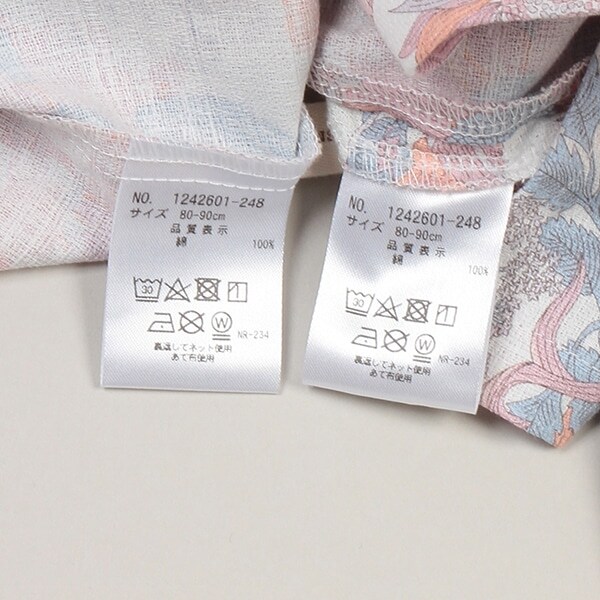 NO. 1242601-248
サイズ 80-90cm
品質表示
綿 100%
30
W
NR-234
裏返してネット使用
あて布使用
NO. 1242601-248
サイズ 80-90cm
品質表示
綿 100%
30
W
NR-234
裏返してネット使用
あて布使用